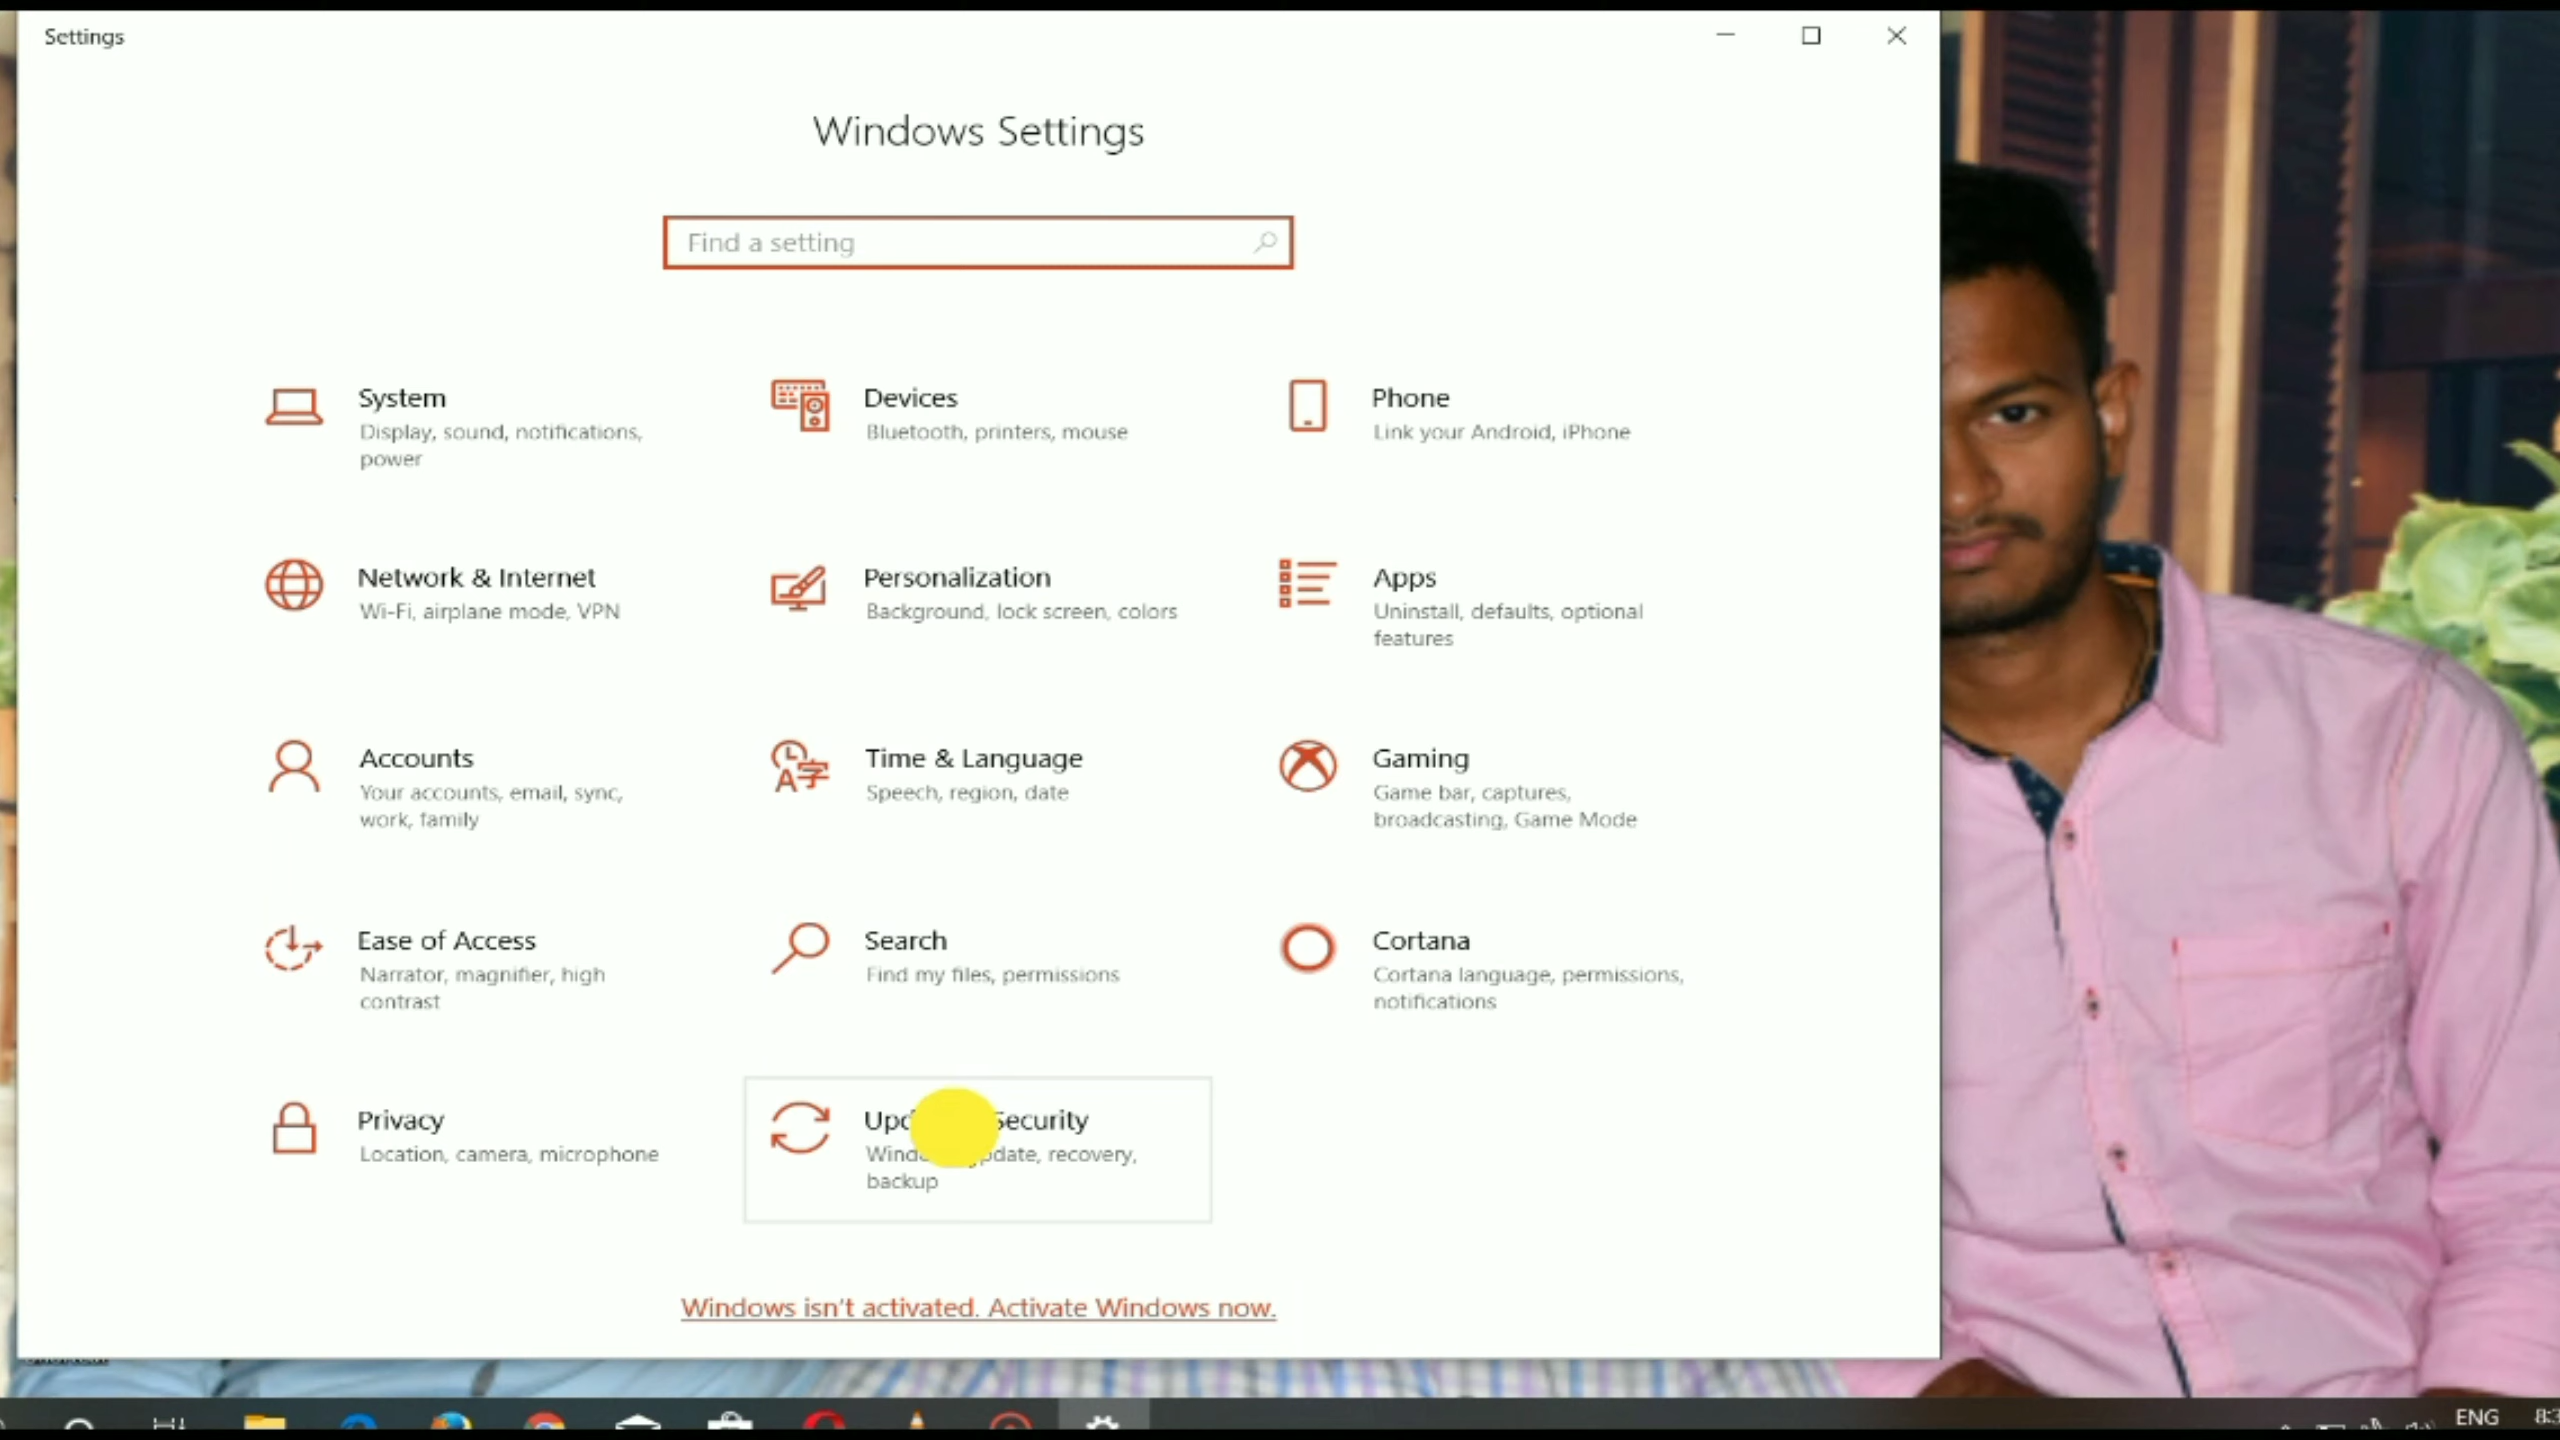 Settings
Windows Settings
Find a setting
System
Display, sound, notifications,
power
Devices
Bluetooth, printers, mouse
Phone
Link your Android, iPhone
Network & Internet
Wi-Fi, airplane mode, VPN
Personalization
Background, lock screen, colors
Apps
Uninstall, defaults, optional
features
Accounts
Your accounts, email, sync,
work, family
Time & Language
Speech, region, date
Gaming
Game bar, captures,
broadcasting, Game Mode
Ease of Access
Narrator, magnifier, high
contrast
Search
Find my files, permissions
Cortana
Cortana language, permissions,
notifications
Privacy
Location, camera, microphone
Security
recovery,
backup
Windows isn't activated. Activate Windows now.
ENG